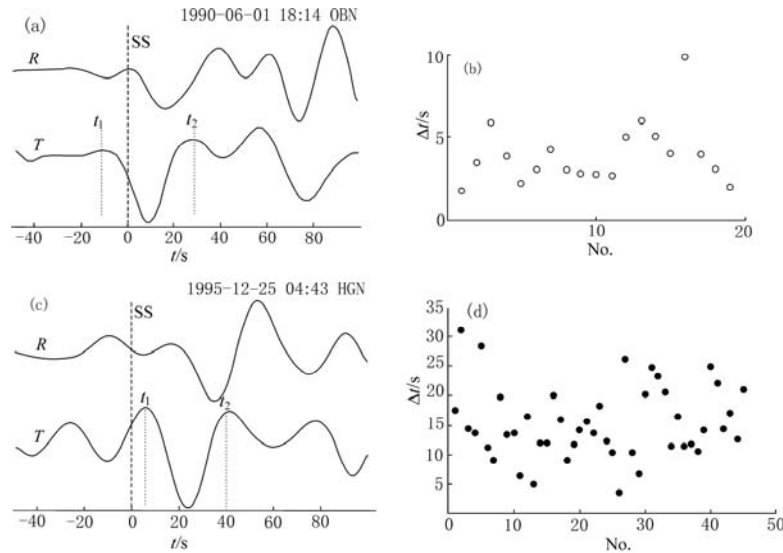 (a)
1990-06-01 18:14 OBN
SS
R
t1
t2
T
-40 -20 0 20 40 60 80
t/s
(b)
10
5
0
Δt/s
0 10 20
No.
(c)
1995-12-25 04:43 HGN
SS
R
t1
t2
T
-40 -20 0 20 40 60 80
t/s
(d)
35
30
25
20
15
10
5
Δt/s
0 10 20 30 40 50
No.